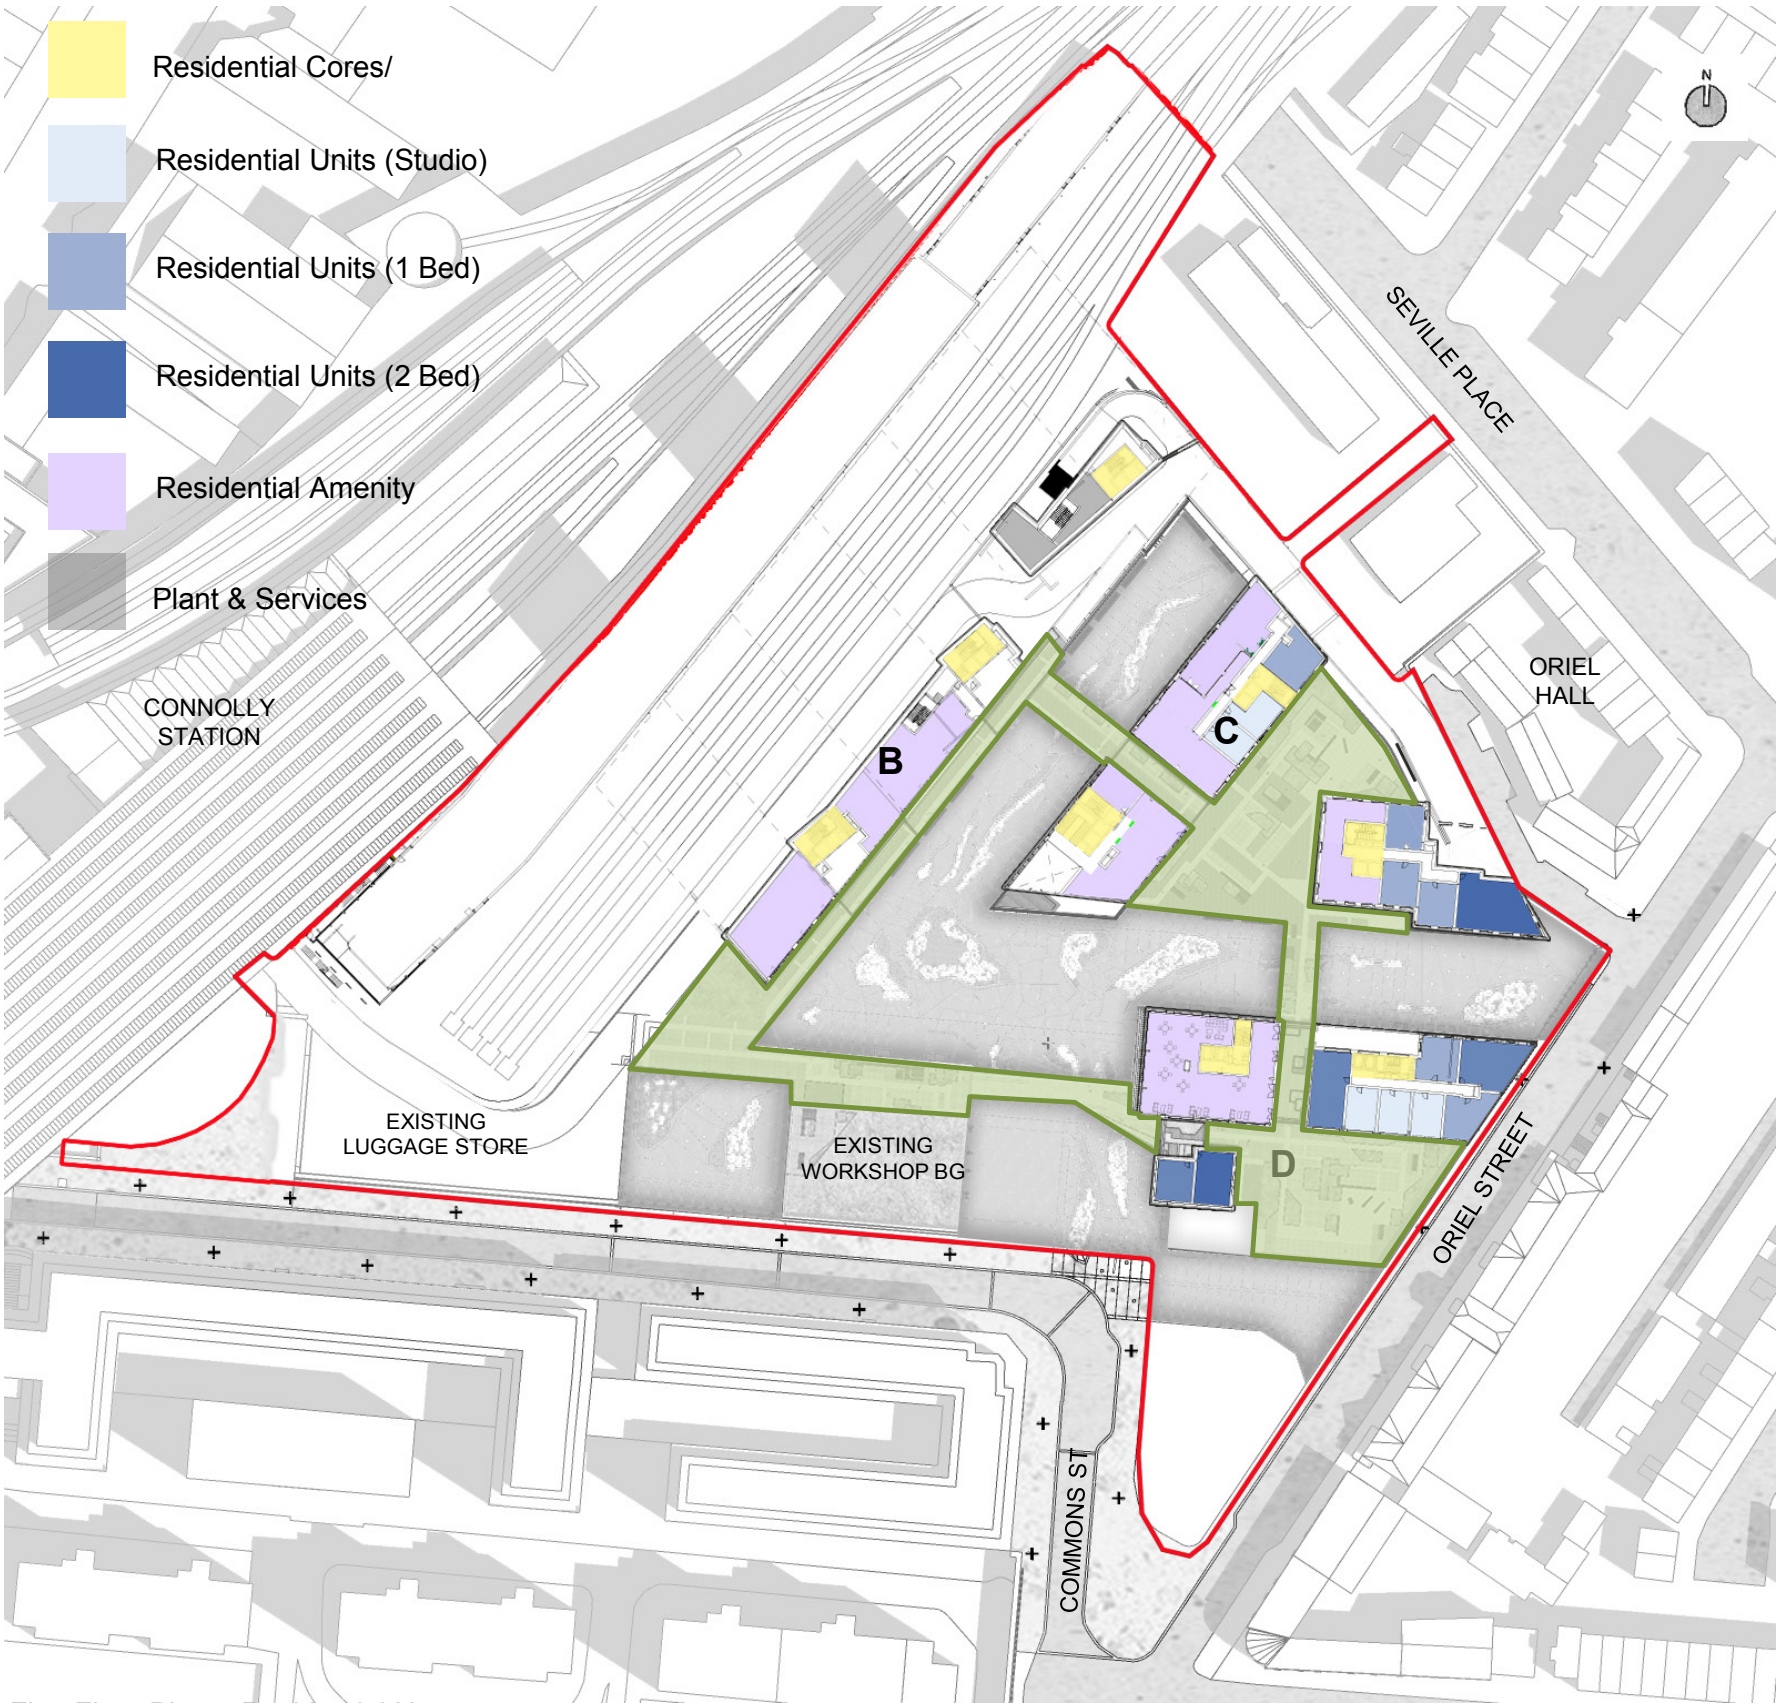 Residential Cores/
Residential Units (Studio)
Residential Units (1 Bed)
Residential Units (2 Bed)
Residential Amenity
Plant & Services
N
SEVILLE PLACE
ORIEL
HALL
CONNOLLY
STATION
B
C
EXISTING
LUGGAGE STORE
EXISTING
WORKSHOP BG
D
ORIEL STREET
COMMONS ST